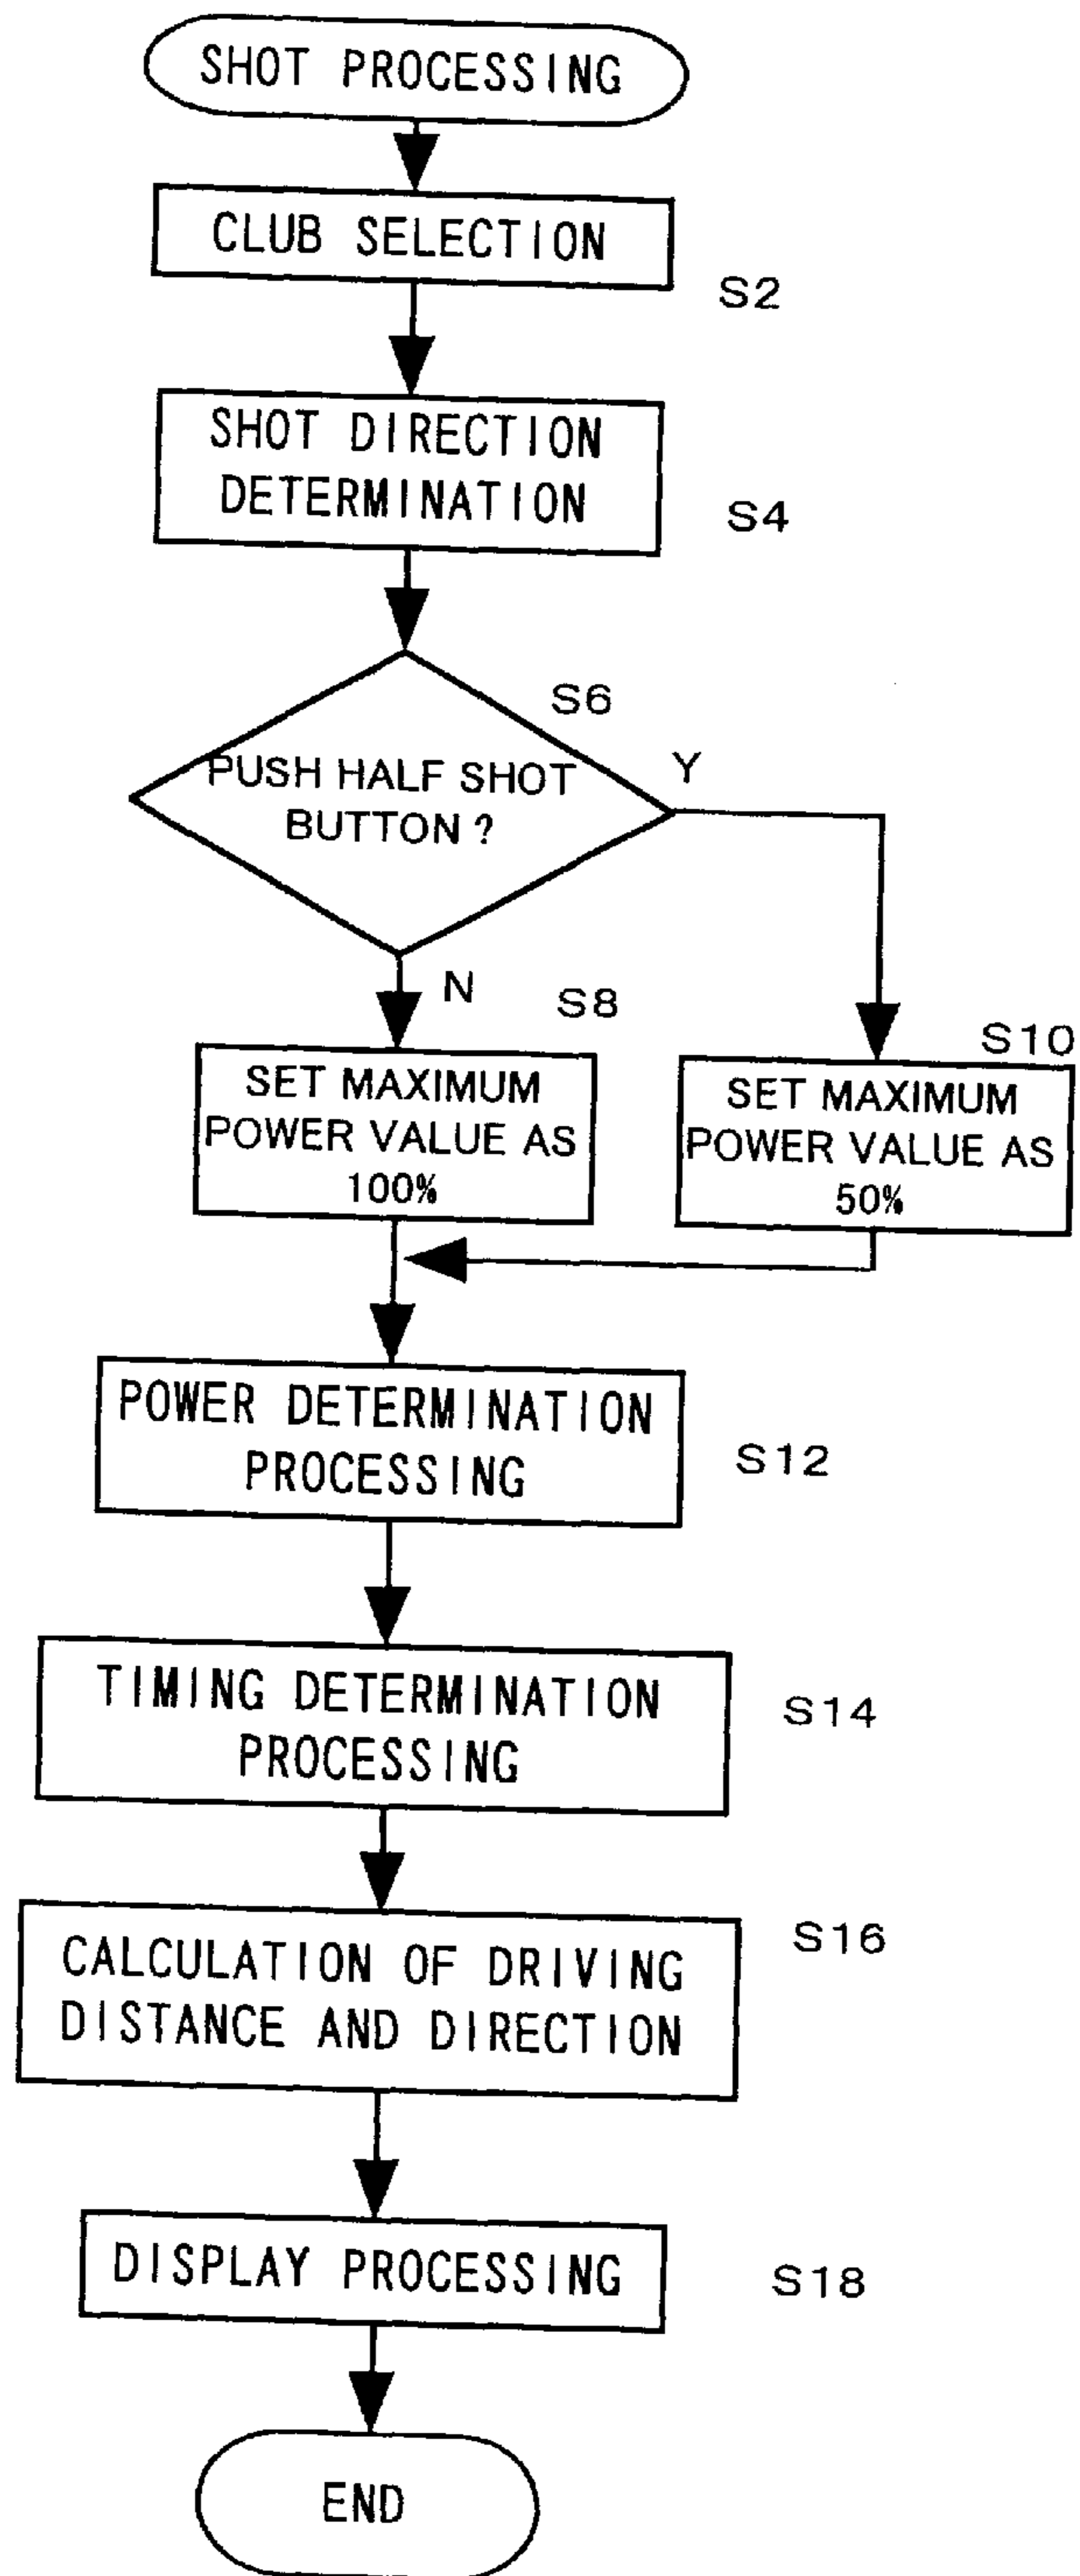 SHOT PROCESSING
CLUB SELECTION
S2
SHOT DIRECTION
DETERMINATION
S4
S6
PUSH HALF SHOT
BUTTON ?
Y
N
S8
SET MAXIMUM
POWER VALUE AS
100%
S10
SET MAXIMUM
POWER VALUE AS
50%
POWER DETERMINATION
PROCESSING
S12
TIMING DETERMINATION
PROCESSING
S14
CALCULATION OF DRIVING
DISTANCE AND DIRECTION
S16
DISPLAY PROCESSING
S18
END